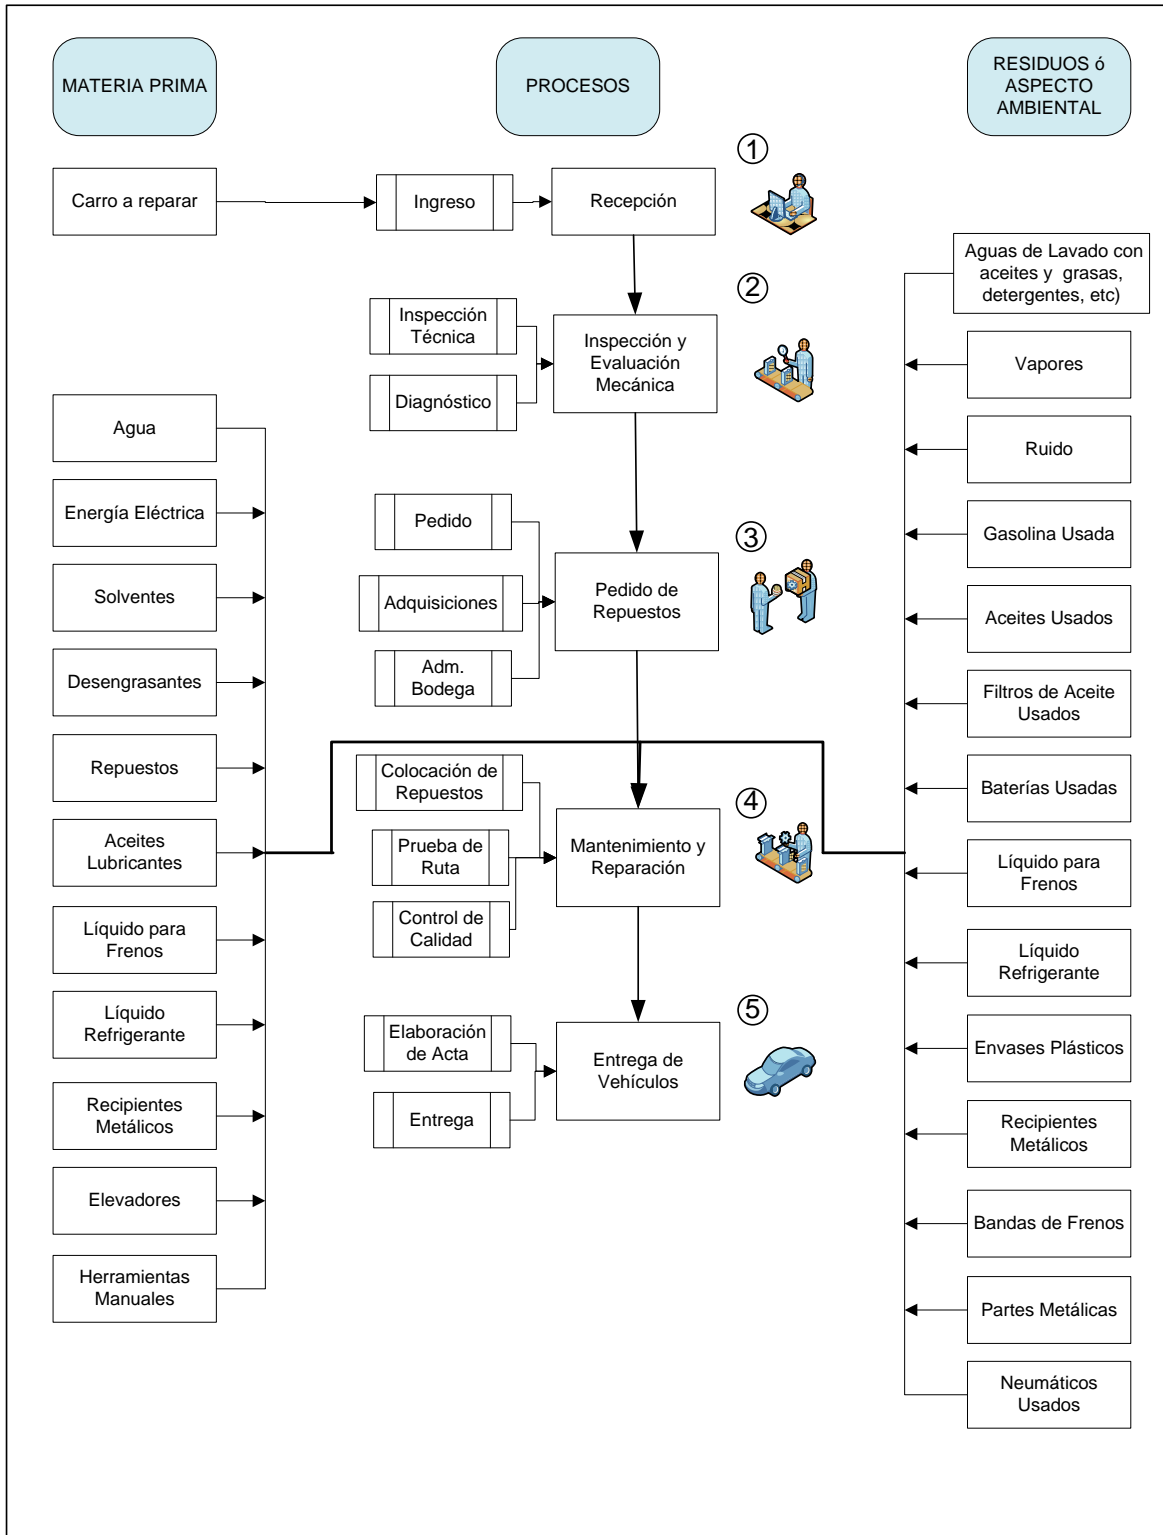 MATERIA PRIMA
PROCESOS
RESIDUOS ó
ASPECTO
AMBIENTAL
Carro a reparar
Ingreso
Recepción
①
Aguas de Lavado con
aceites y grasas,
detergentes, etc)
②
Inspección
Técnica
Diagnóstico
Inspección y
Evaluación
Mecánica
Vapores
Agua
Ruido
Energía Eléctrica
Pedido
Adquisiciones
Adm.
Bodega
③
Pedido de
Repuestos
Gasolina Usada
Solventes
Aceites Usados
Desengrasantes
Filtros de Aceite
Usados
Repuestos
Colocación de
Repuestos
Prueba de
Ruta
Control de
Calidad
④
Mantenimiento y
Reparación
Baterías Usadas
Aceites
Lubricantes
Líquido para
Frenos
Líquido para
Frenos
Líquido
Refrigerante
Líquido
Refrigerante
Elaboración
de Acta
Entrega
⑤
Entrega de
Vehículos
Envases Plásticos
Recipientes
Metálicos
Recipientes
Metálicos
Elevadores
Bandas de Frenos
Herramientas
Manuales
Partes Metálicas
Neumáticos
Usados